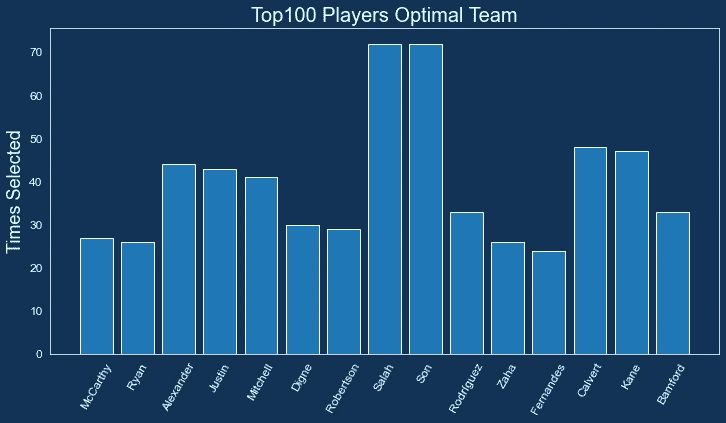 Top100 Players Optimal Team
Times Selected
70
60
50
40
30
20
10
0
McCarthy
Ryan
Alexander
Justin
Mitchell
Digne
Robertson
Salah
Son
Rodríguez
Zaha
Fernandes
Calvert
Kane
Bamford